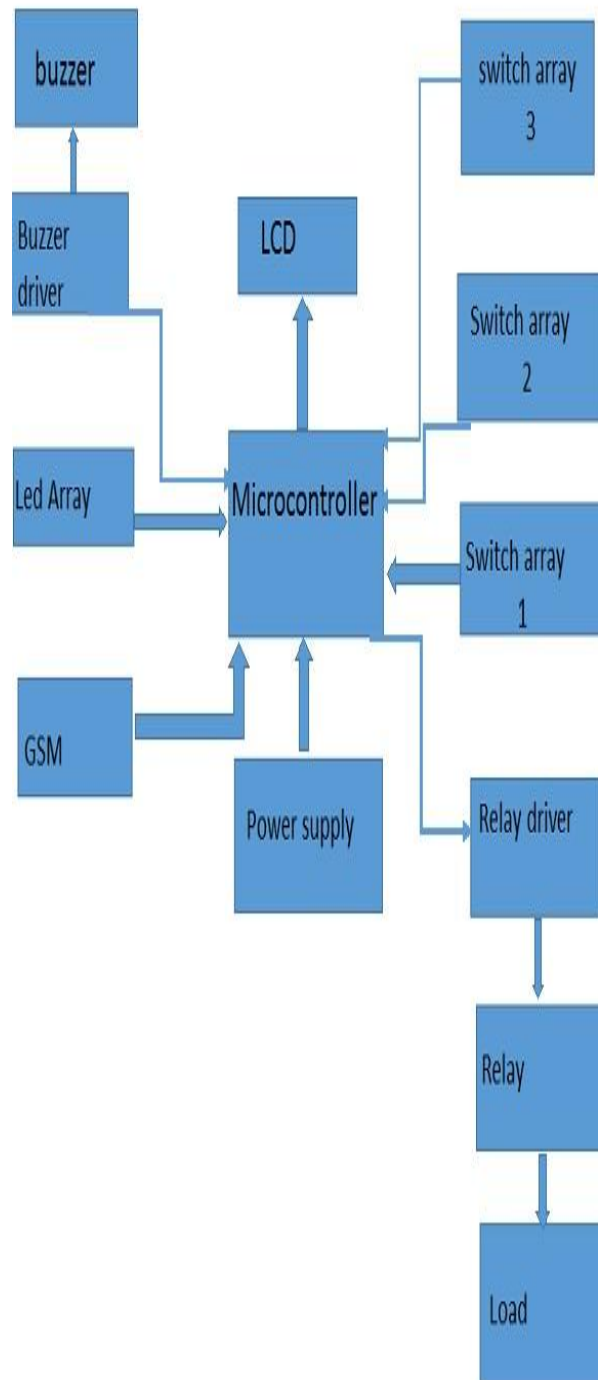 buzzer
switch array
3
Buzzer
driver
LCD
Switch array
2
Led Array
Microcontroller
Switch array
1
GSM
Power supply
Relay driver
Relay
Load